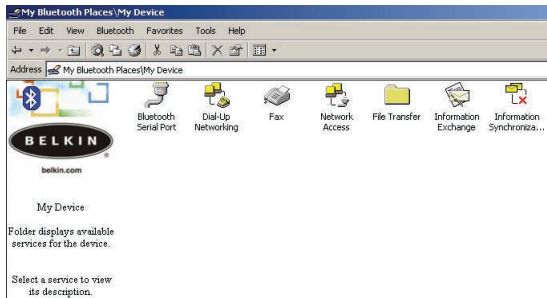 My Bluetooth Places\My Device
File Edit View Bluetooth Favorites Tools Help
Address My Bluetooth Places\My Device
Bluetooth Serial Port
Dial-Up Networking
Fax
Network Access
File Transfer
Information Exchange
Information Synchroniza...
BELKIN
belkin.com
My Device
Folder displays available
services for the device.
Select a service to view
its description.